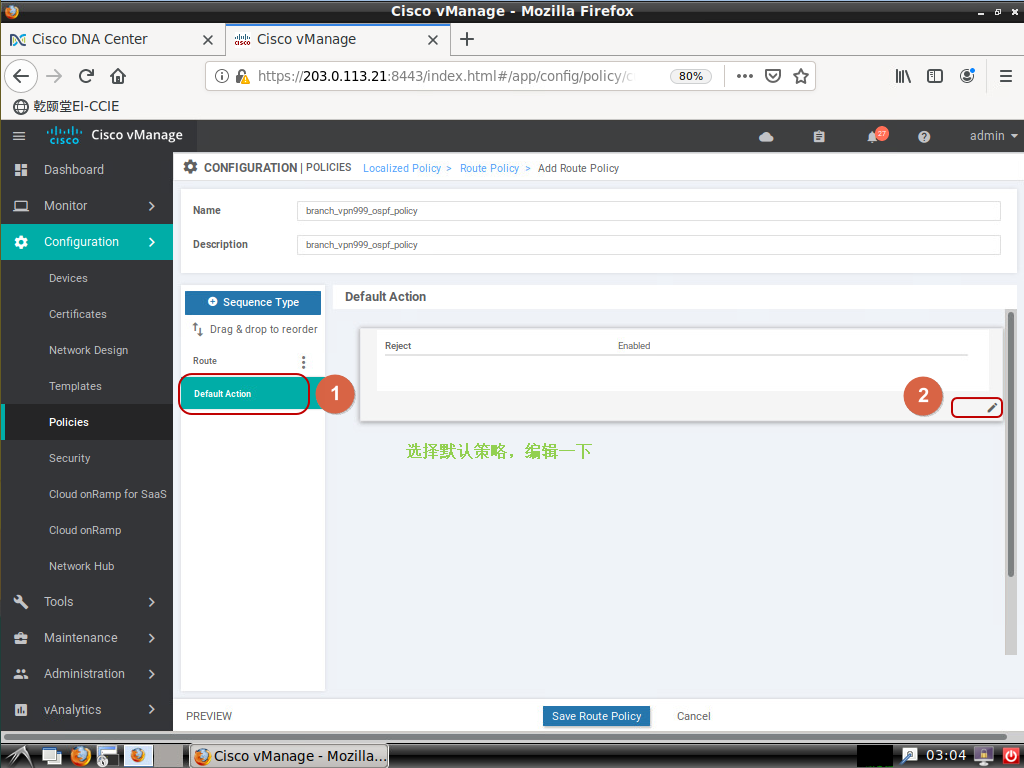 Cisco vManage - Mozilla Firefox
Cisco DNA Center
Cisco vManage
https://203.0.113.21:8443/index.html#/app/config/policy/c
80%
乾颐堂EI-CCIE
cisco
Cisco vManage
27
admin
Dashboard
Monitor
Configuration
Devices
Certificates
Network Design
Templates
Policies
Security
Cloud onRamp for SaaS
Cloud onRamp
Network Hub
Tools
Maintenance
Administration
vAnalytics
CONFIGURATION | POLICIES Localized Policy > Route Policy > Add Route Policy
Name branch_vpn999_ospf_policy
Description branch_vpn999_ospf_policy
Sequence Type
Drag & drop to reorder
Route
Default Action
1
Default Action
Reject Enabled
2
选择默认策略，编辑一下
PREVIEW
Save Route Policy
Cancel
Cisco vManage - Mozilla...
03:04